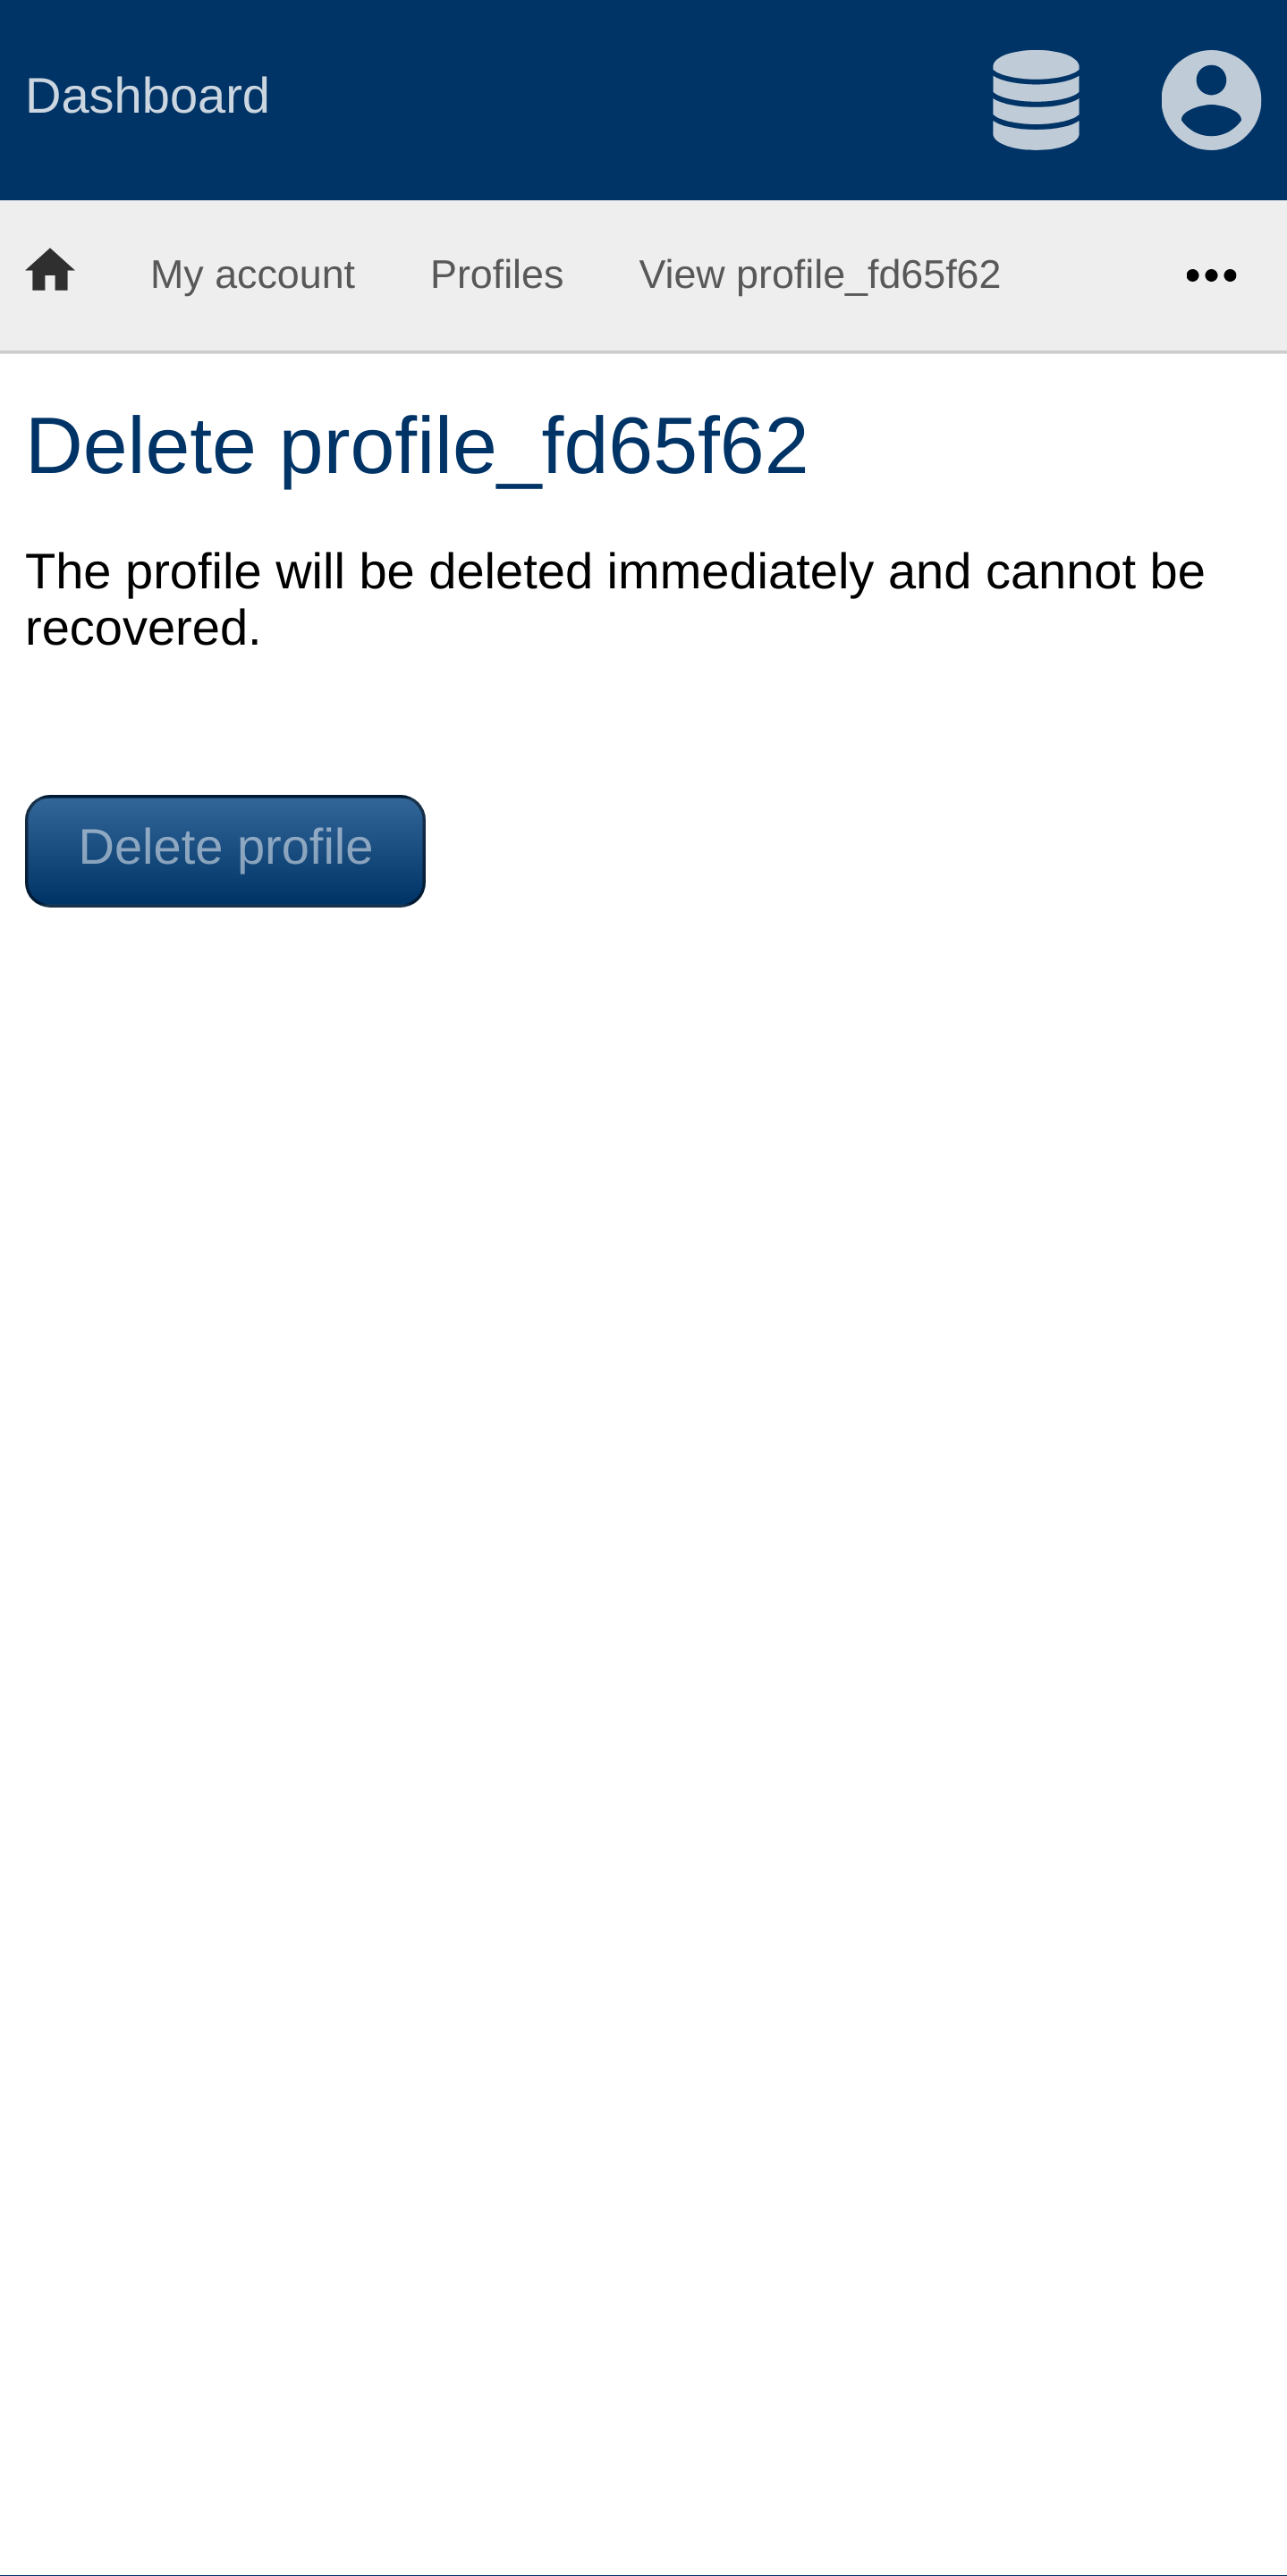 Dashboard
My account Profiles View profile_fd65f62
Delete profile_fd65f62
The profile will be deleted immediately and cannot be
recovered.
Delete profile